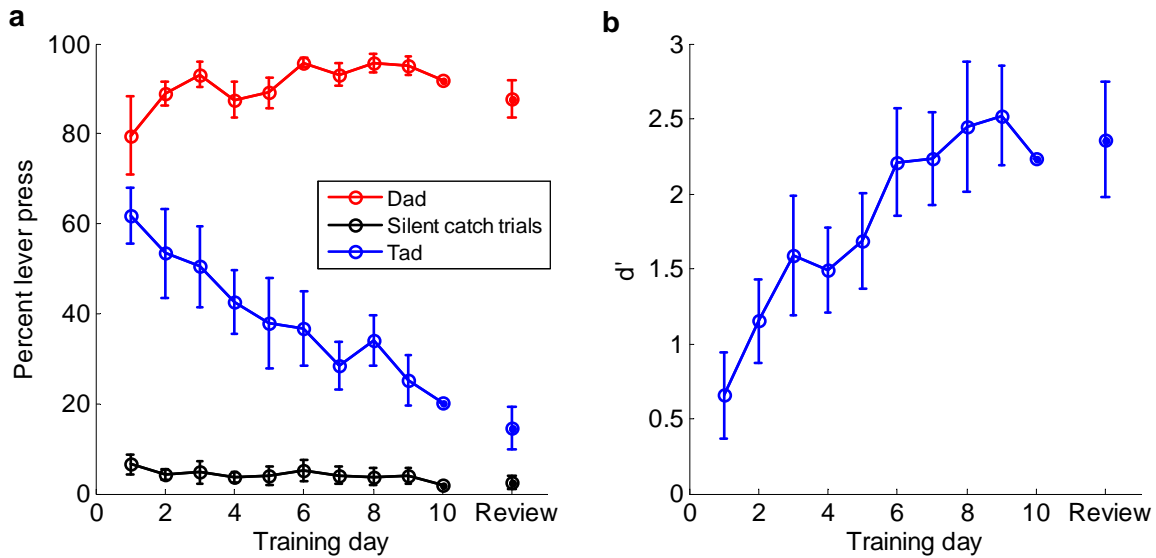 a
100
80
60
40
20
0
Percent lever press
Dad
Silent catch trials
Tad
0 2 4 6 8 10 Review
Training day
b
3
2.5
2
1.5
1
0.5
0
d'
0 2 4 6 8 10 Review
Training day